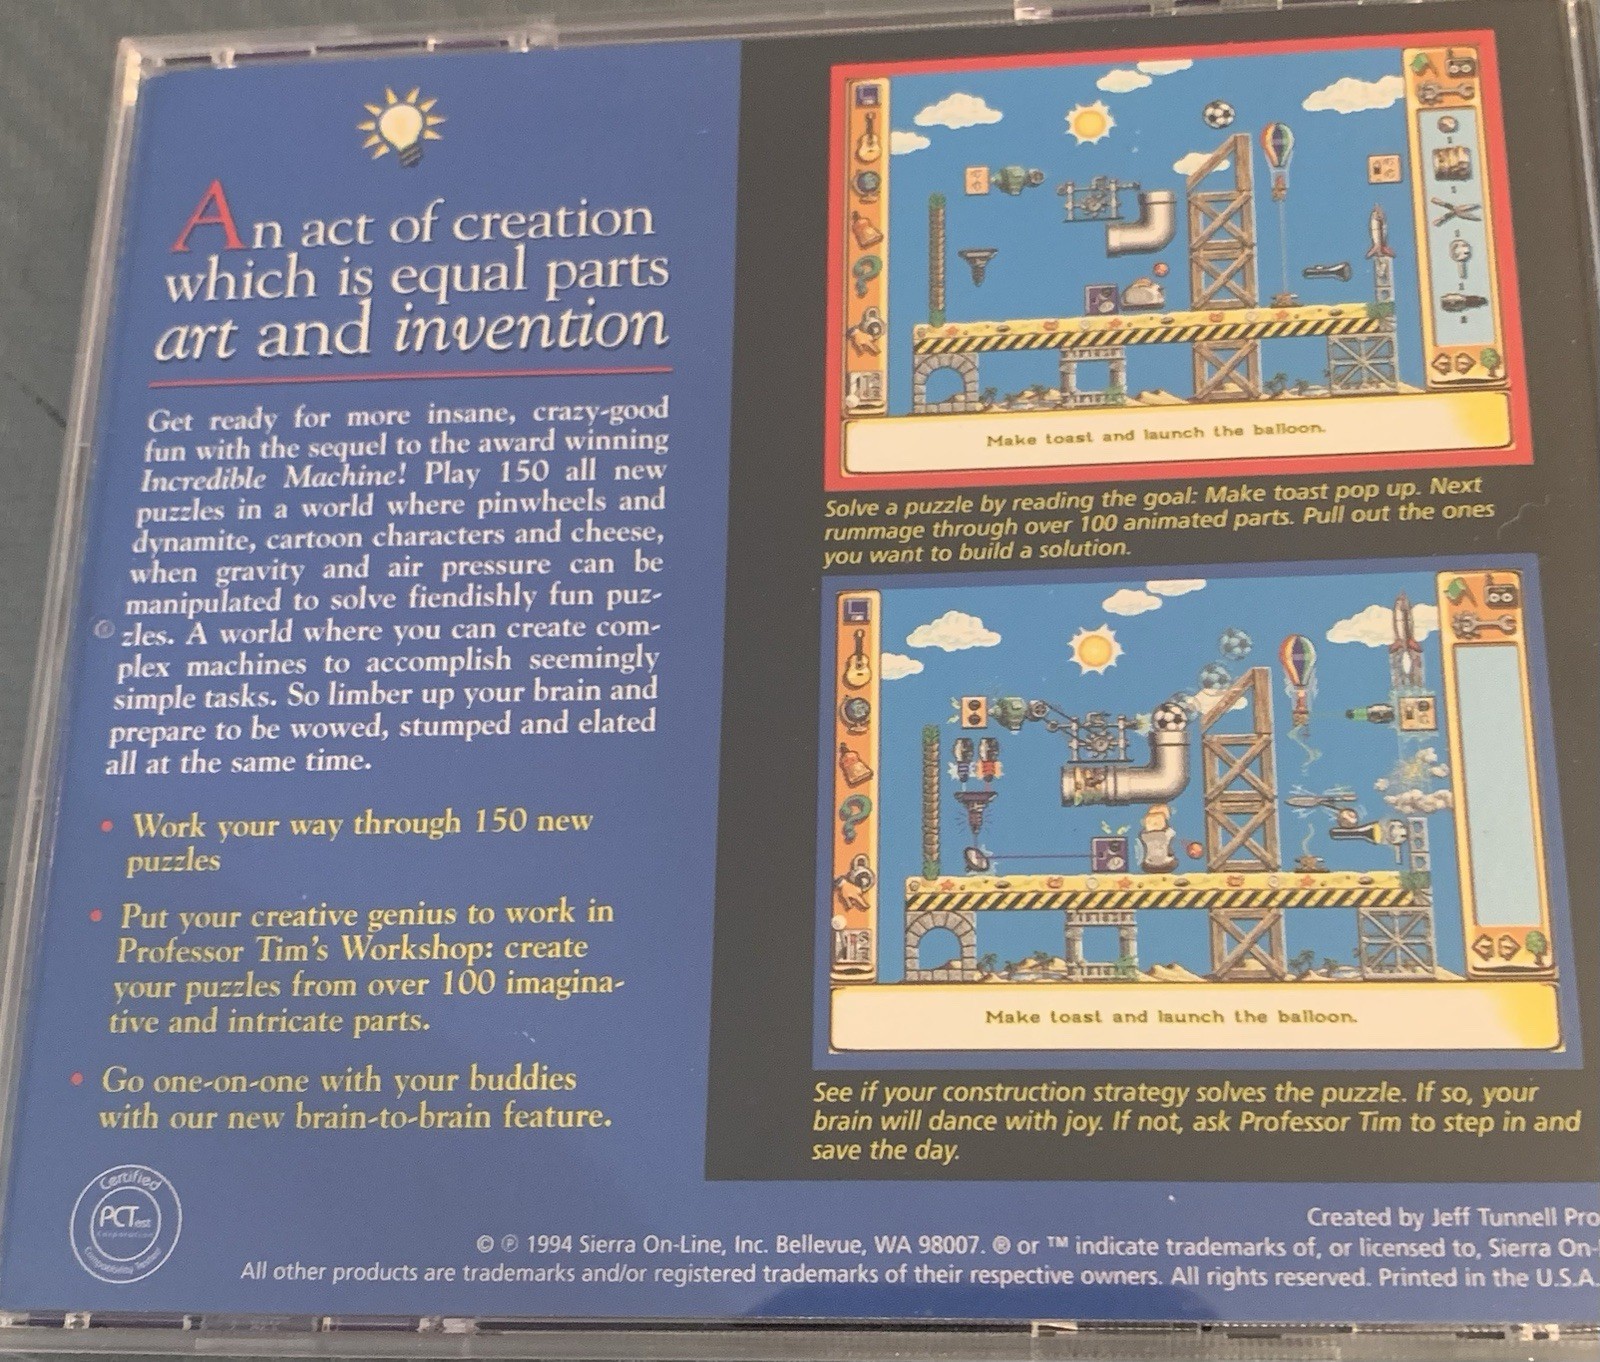 An act of creation
which is equal parts
art and invention
Get ready for more insane, crazy-good
fun with the sequel to the award winning
Incredible Machine! Play 150 all new
puzzles in a world where pinwheels and
dynamite, cartoon characters and cheese,
when gravity and air pressure can be
manipulated to solve fiendishly fun puz-
zles. A world where you can create com-
plex machines to accomplish seemingly
simple tasks. So limber up your brain and
prepare to be wowed, stumped and elated
all at the same time.
• Work your way through 150 new
puzzles
• Put your creative genius to work in
Professor Tim's Workshop: create
your puzzles from over 100 imagina-
tive and intricate parts.
• Go one-on-one with your buddies
with our new brain-to-brain feature.
Make toast and launch the balloon.
Solve a puzzle by reading the goal: Make toast pop up. Next
rummage through over 100 animated parts. Pull out the ones
you want to build a solution.
Make toast and launch the balloon.
See if your construction strategy solves the puzzle. If so, your
brain will dance with joy. If not, ask Professor Tim to step in and
save the day.
Certified
PCTest
Corporation
Compatibility Tested
Created by Jeff Tunnell Pro
© ℗ 1994 Sierra On-Line, Inc. Bellevue, WA 98007. ® or ™ indicate trademarks of, or licensed to, Sierra On-
All other products are trademarks and/or registered trademarks of their respective owners. All rights reserved. Printed in the U.S.A.